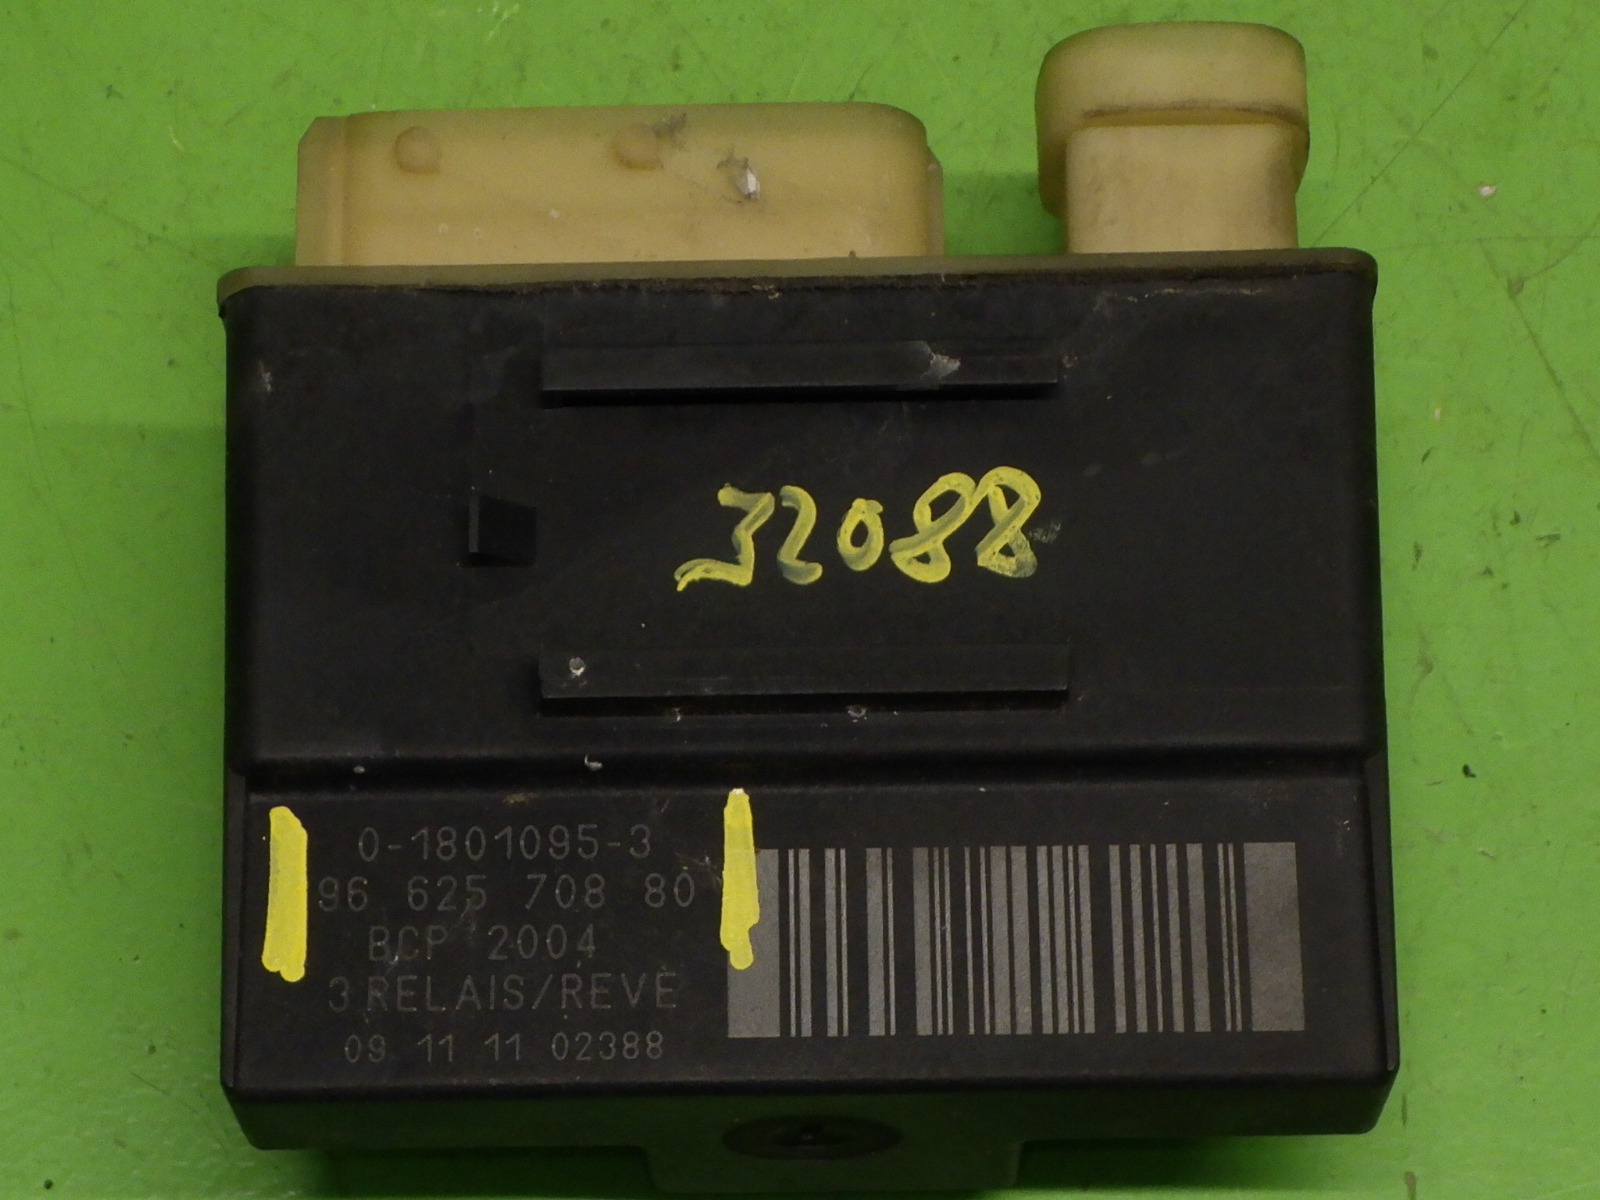 32088
0-1801095-3
96 625 708 80
BCP 2004
3 RELAIS/REVE
09 11 11 02388